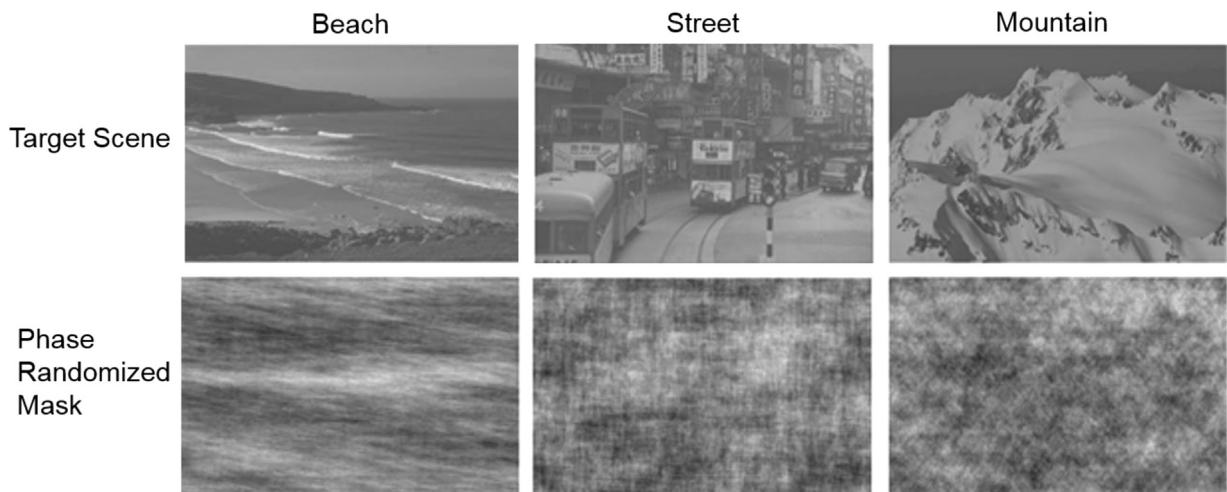 Beach
Street
Mountain
Target Scene
Phase
Randomized
Mask